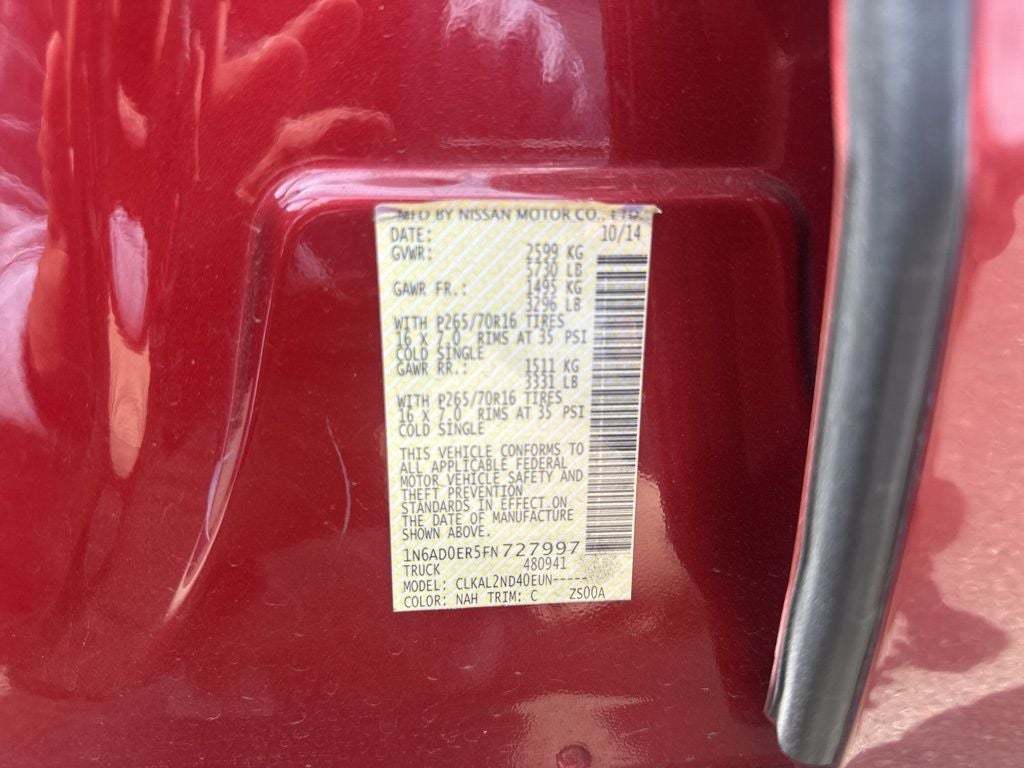 MFD BY NISSAN MOTOR CO., LTD.
DATE: 10/14
GVWR: 2599 KG
5730 LB
GAWR FR.: 1495 KG
3296 LB
WITH P265/70R16 TIRES
16 X 7.0 RIMS AT 35 PSI
COLD SINGLE
GAWR RR.: 1511 KG
3331 LB
WITH P265/70R16 TIRES
16 X 7.0 RIMS AT 35 PSI
COLD SINGLE
THIS VEHICLE CONFORMS TO
ALL APPLICABLE FEDERAL
MOTOR VEHICLE SAFETY AND
THEFT PREVENTION
STANDARDS IN EFFECT ON
THE DATE OF MANUFACTURE
SHOWN ABOVE.
1N6AD0ER5FN727997
TRUCK 480941
MODEL: CLKAL2ND40EUN-----
COLOR: NAH TRIM: C ZS00A